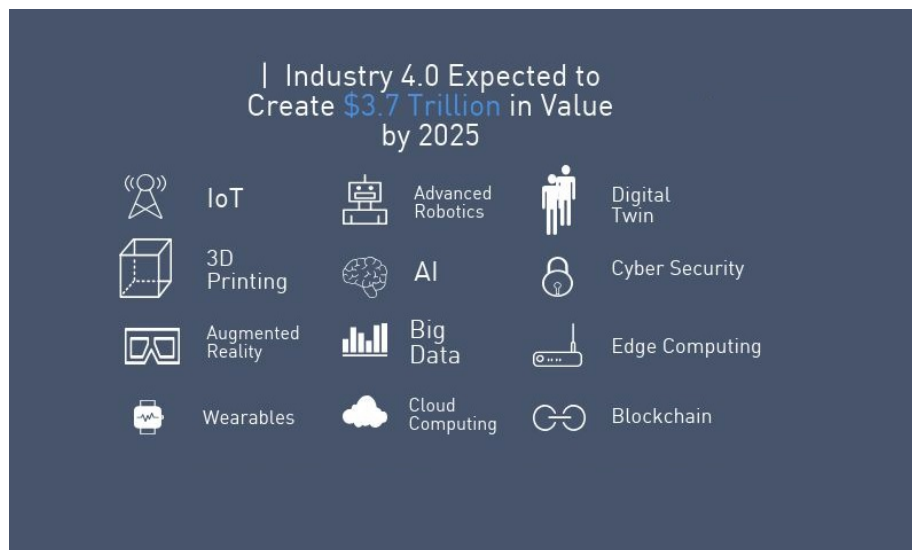 | Industry 4.0 Expected to
Create $3.7 Trillion in Value
by 2025
IoT
Advanced
Robotics
Digital
Twin
3D
Printing
AI
Cyber Security
Augmented
Reality
Big
Data
Edge Computing
Wearables
Cloud
Computing
Blockchain